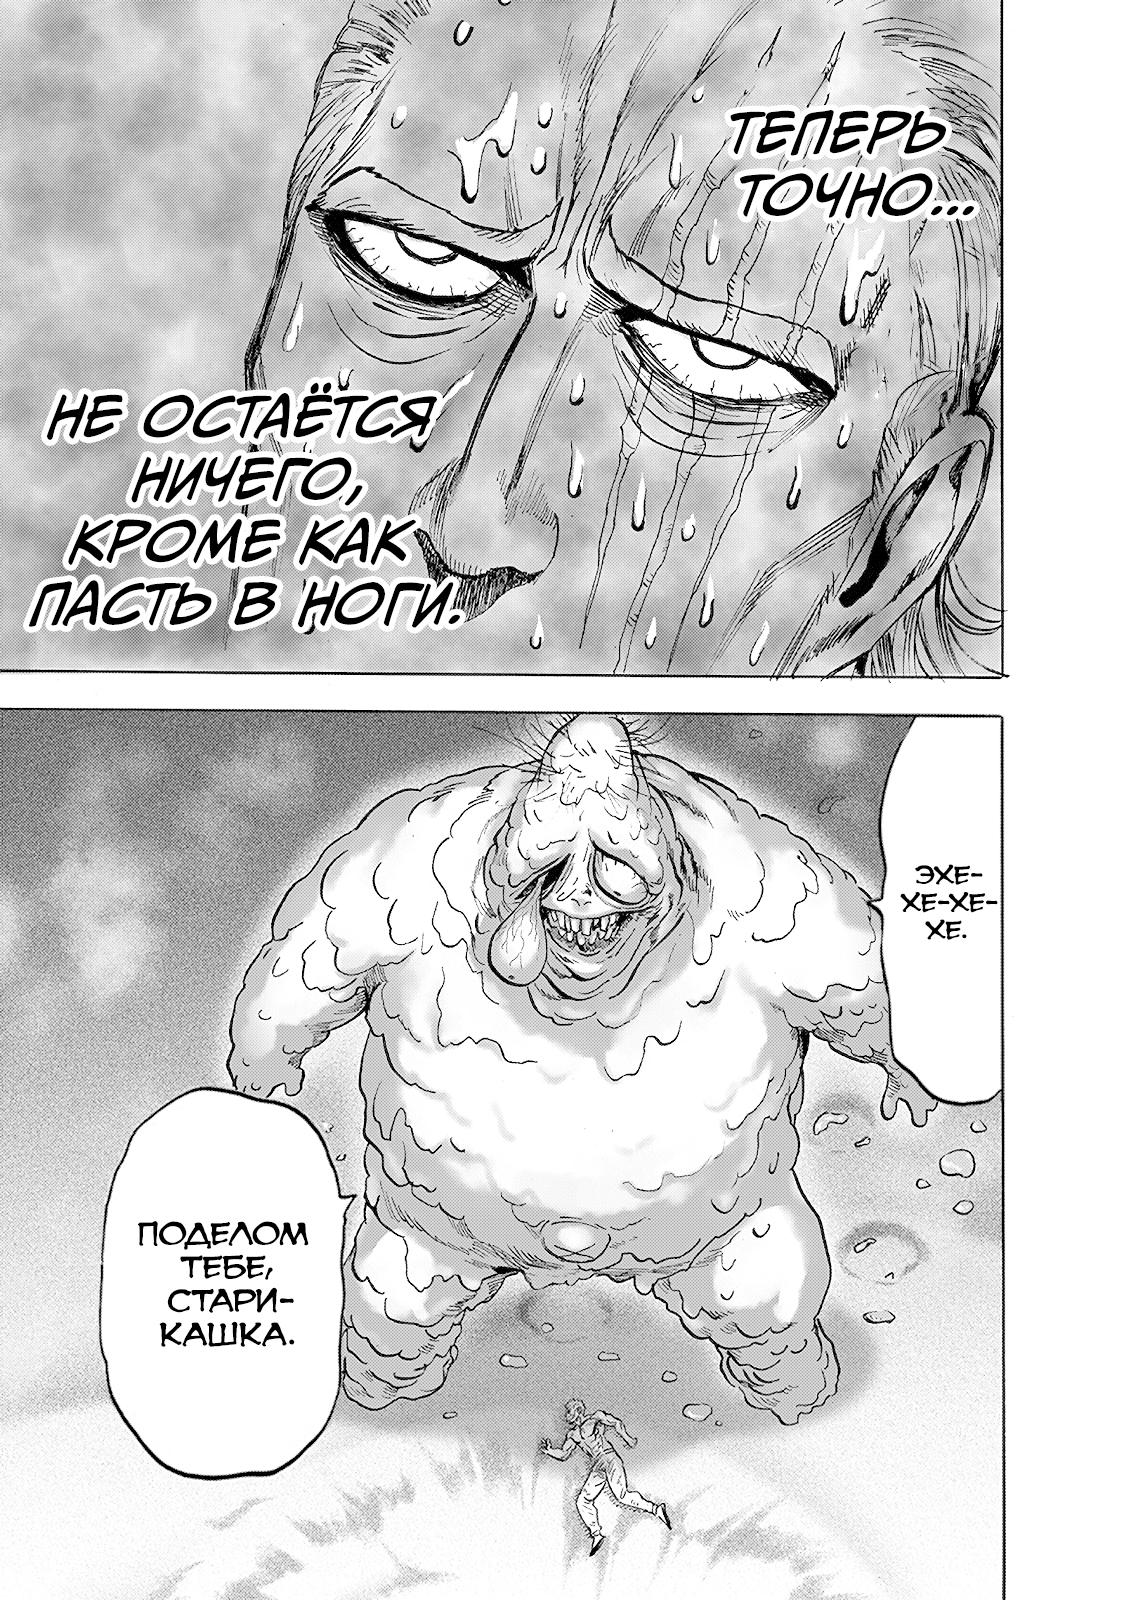 ТЕПЕРЬ
ТОЧНО...
НЕ ОСТАЁТСЯ
НИЧЕГО,
КРОМЕ КАК
ПАСТЬ В НОГИ.
ЭХЕ-
ХЕ-ХЕ-
ХЕ.
ПОДЕЛОМ
ТЕБЕ,
СТАРИ-
КАШКА.